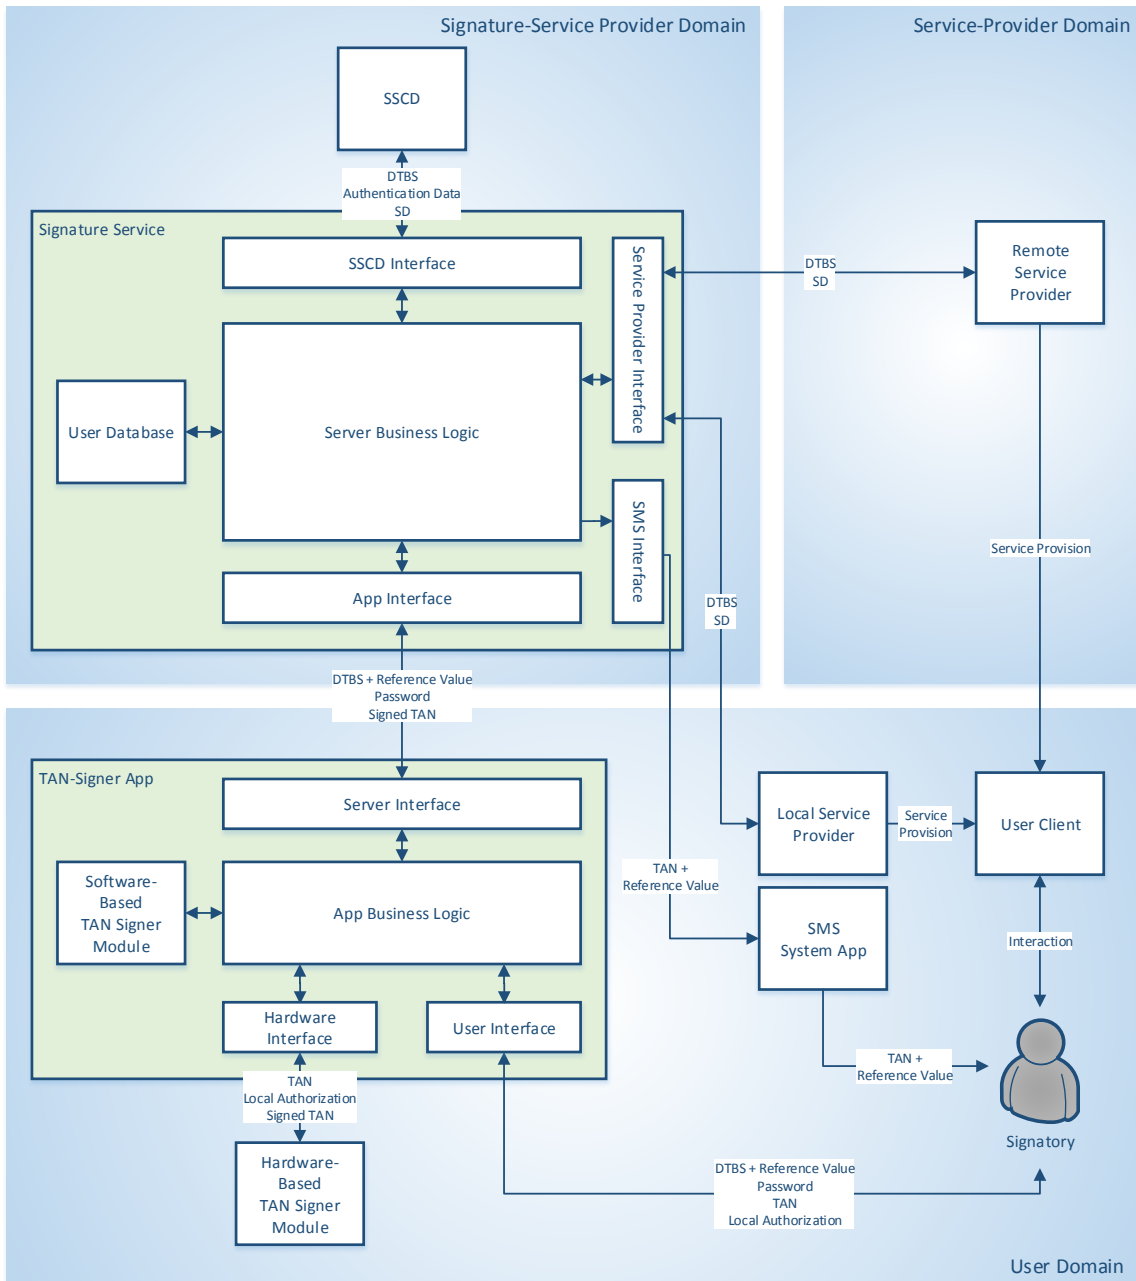 Signature-Service Provider Domain
Service-Provider Domain
SSCD
DTBS
Authentication Data
SD
Signature Service
SSCD Interface
Service Provider Interface
DTBS
SD
Remote
Service
Provider
User Database
Server Business Logic
SMS Interface
Service Provision
App Interface
DTBS
SD
DTBS + Reference Value
Password
Signed TAN
TAN-Signer App
Server Interface
Local Service
Provider
Service
Provision
User Client
Software-
Based
TAN Signer
Module
App Business Logic
TAN +
Reference Value
SMS
System App
Interaction
Hardware
Interface
User Interface
TAN +
Reference Value
TAN
Local Authorization
Signed TAN
Signatory
Hardware-
Based
TAN Signer
Module
DTBS + Reference Value
Password
TAN
Local Authorization
User Domain